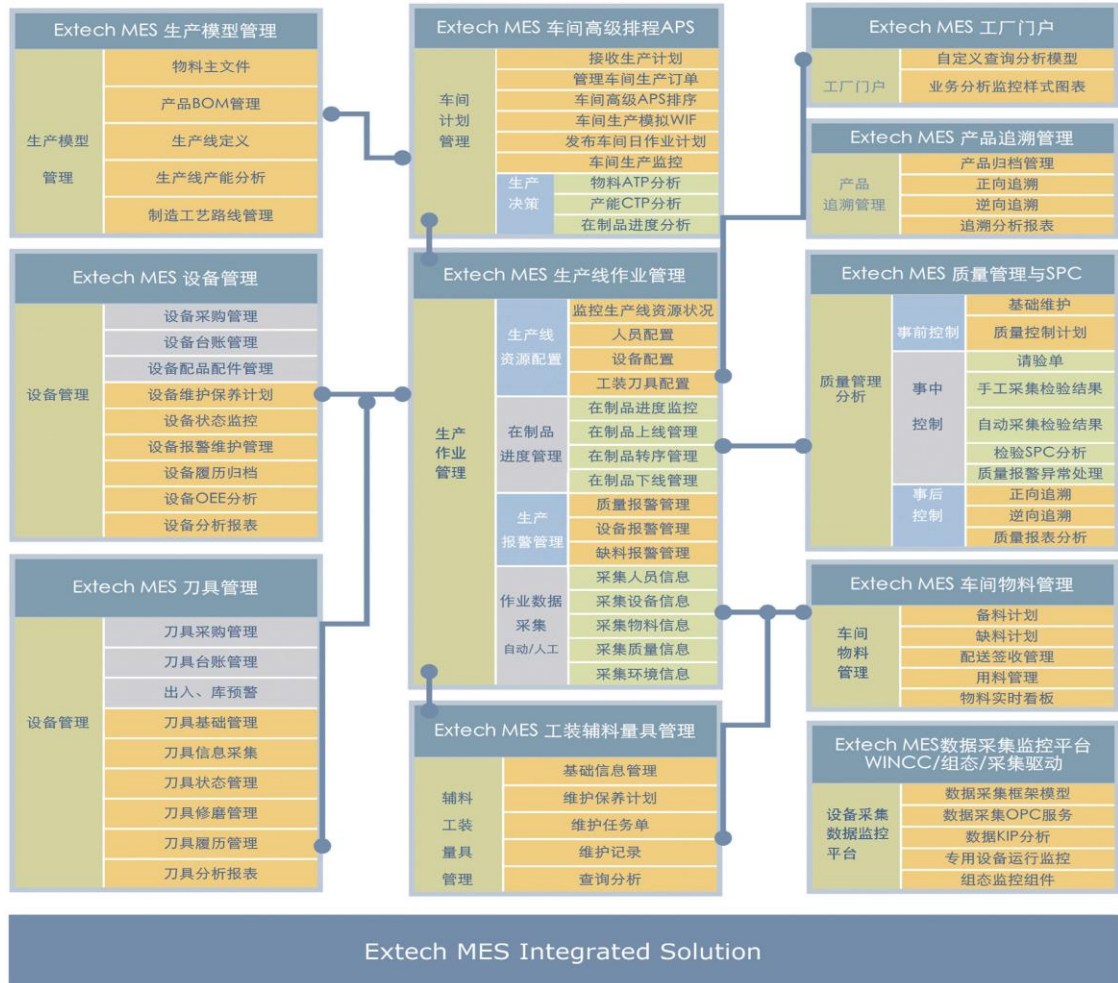 Extech MES 生产模型管理
生产模型
管理
物料主文件
产品BOM管理
生产线定义
生产线产能分析
制造工艺路线管理
Extech MES 设备管理
设备管理
设备采购管理
设备台账管理
设备配品配件管理
设备维护保养计划
设备状态监控
设备报警维护管理
设备履历归档
设备OEE分析
设备分析报表
Extech MES 刀具管理
设备管理
刀具采购管理
刀具台账管理
出入、库预警
刀具基础管理
刀具信息采集
刀具状态管理
刀具修磨管理
刀具履历管理
刀具分析报表
Extech MES 车间高级排程APS
车间
计划
管理
接收生产计划
管理车间生产订单
车间高级APS排序
车间生产模拟WIF
发布车间日作业计划
车间生产监控
生产
决策
物料ATP分析
产能CTP分析
在制品进度分析
Extech MES 生产线作业管理
生产
作业
管理
生产线
资源配置
监控生产线资源状况
人员配置
设备配置
工装刀具配置
在制品
进度管理
在制品进度监控
在制品上线管理
在制品转序管理
在制品下线管理
生产
报警管理
质量报警管理
设备报警管理
缺料报警管理
作业数据
采集
自动/人工
采集人员信息
采集设备信息
采集物料信息
采集质量信息
采集环境信息
Extech MES 工装辅料量具管理
辅料
工装
量具
管理
基础信息管理
维护保养计划
维护任务单
维护记录
查询分析
Extech MES 工厂门户
工厂门户
自定义查询分析模型
业务分析监控样式图表
Extech MES 产品追溯管理
产品
追溯管理
产品归档管理
正向追溯
逆向追溯
追溯分析报表
Extech MES 质量管理与SPC
质量管理
分析
事前控制
基础维护
质量控制计划
事中
控制
请验单
手工采集检验结果
自动采集检验结果
检验SPC分析
质量报警异常处理
事后
控制
正向追溯
逆向追溯
质量报表分析
Extech MES 车间物料管理
车间
物料
管理
备料计划
缺料计划
配送签收管理
用料管理
物料实时看板
Extech MES数据采集监控平台
WINCC/组态/采集驱动
设备采集
数据监控
平台
数据采集框架模型
数据采集OPC服务
数据KIP分析
专用设备运行监控
组态监控组件
Extech MES Integrated Solution